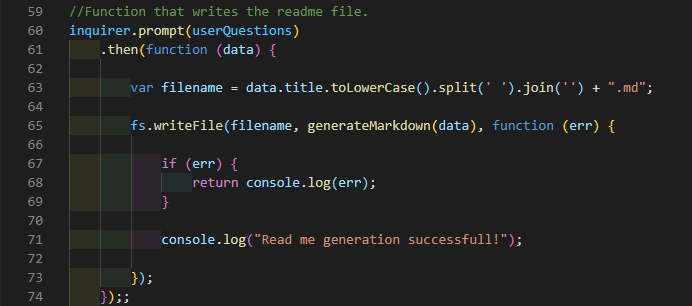 59 //Function that writes the readme file.
60 inquirer.prompt(userQuestions)
61     .then(function (data) {
62
63         var filename = data.title.toLowerCase().split(' ').join('') + ".md";
64
65         fs.writeFile(filename, generateMarkdown(data), function (err) {
66
67             if (err) {
68                 return console.log(err);
69             }
70
71             console.log("Read me generation successfull!");
72
73         });
74     });;